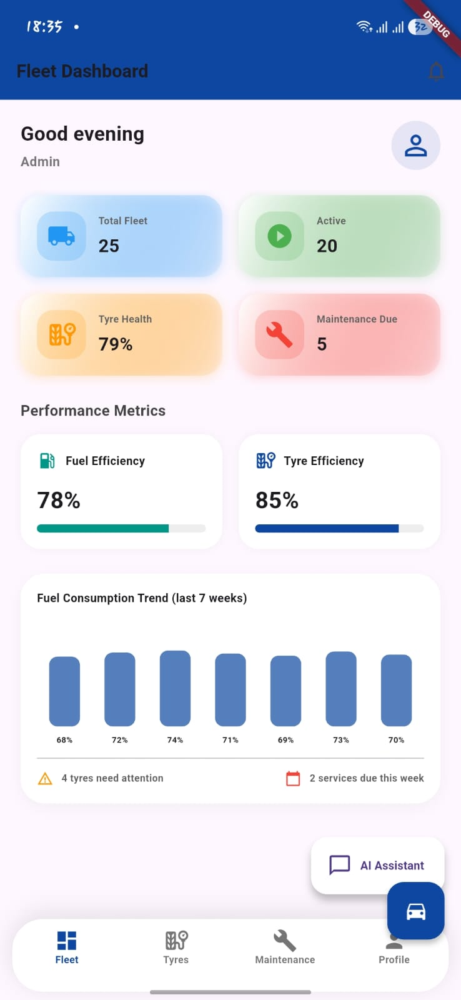 18:35
32
DEBUG
Fleet Dashboard
Good evening
Admin
Total Fleet
25
Active
20
Tyre Health
79%
Maintenance Due
5
Performance Metrics
Fuel Efficiency
78%
Tyre Efficiency
85%
Fuel Consumption Trend (last 7 weeks)
68% 72% 74% 71% 69% 73% 70%
4 tyres need attention
2 services due this week
AI Assistant
Fleet Tyres Maintenance Profile